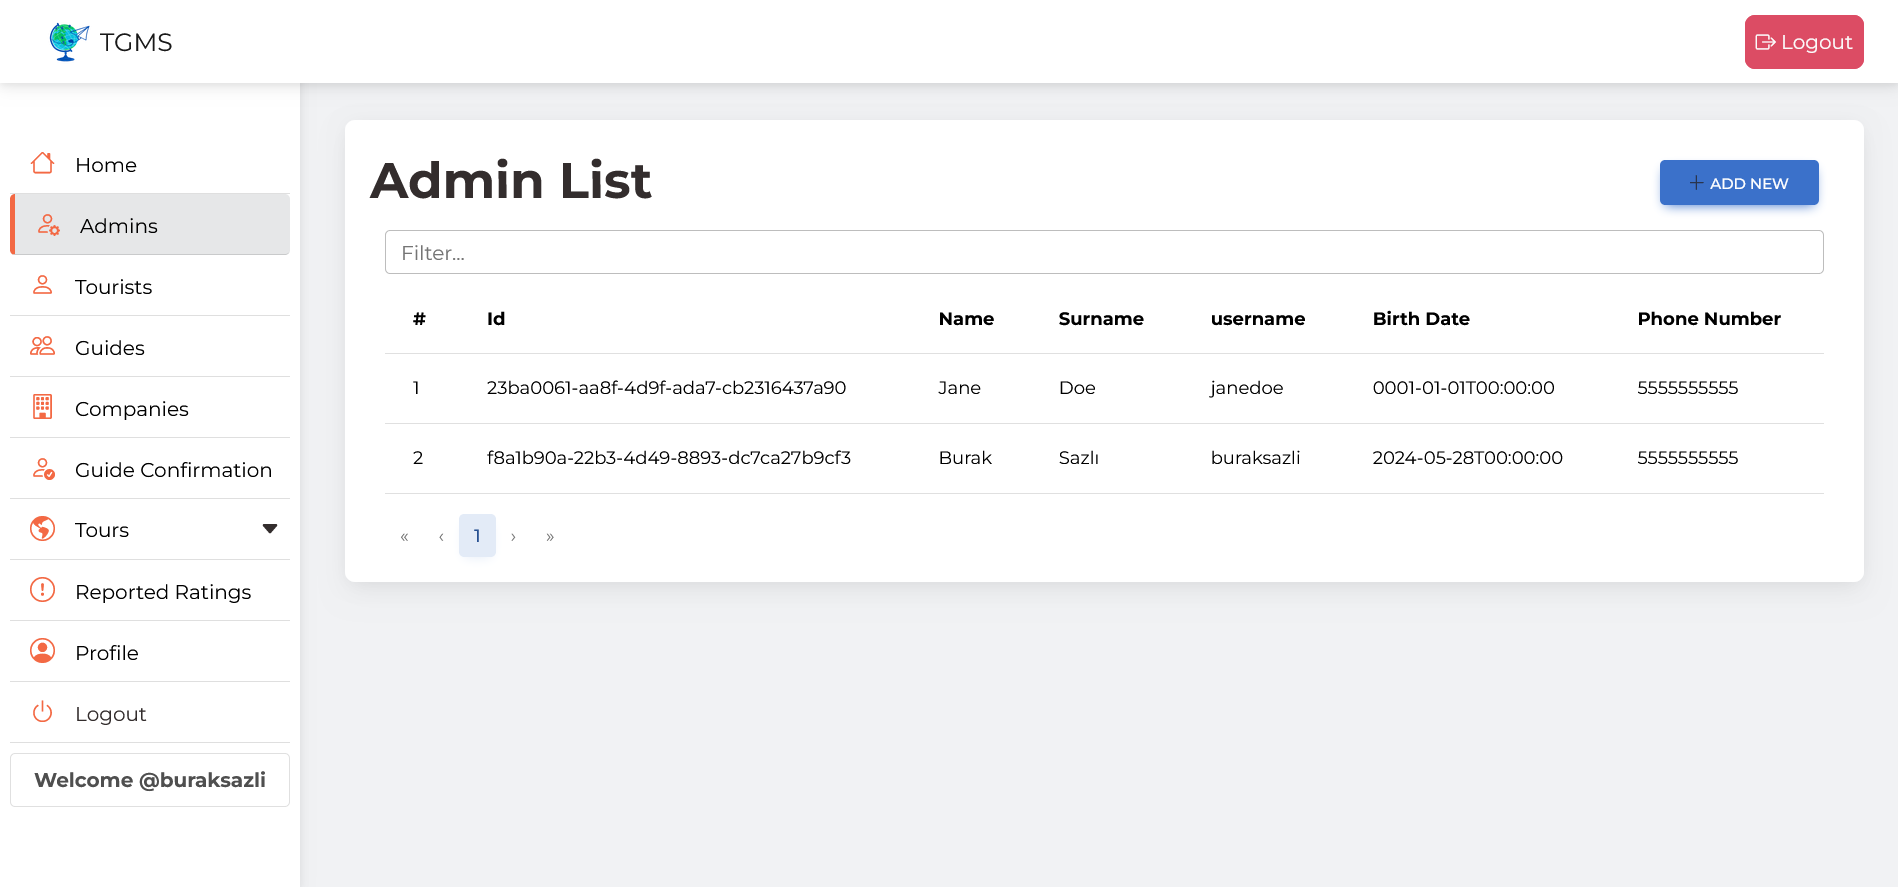 TGMS
Logout
Home
Admins
Tourists
Guides
Companies
Guide Confirmation
Tours
Reported Ratings
Profile
Logout
Welcome @buraksazli
Admin List
+ ADD NEW
Filter...
# Id Name Surname username Birth Date Phone Number
1 23ba0061-aa8f-4d9f-ada7-cb2316437a90 Jane Doe janedoe 0001-01-01T00:00:00 5555555555
2 f8a1b90a-22b3-4d49-8893-dc7ca27b9cf3 Burak Sazlı buraksazli 2024-05-28T00:00:00 5555555555
« ‹ 1 › »